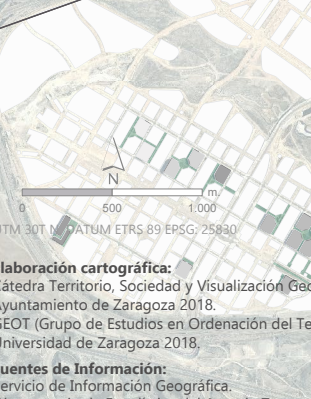 N
m.
0 500 1.000
UTM 30T N. DATUM ETRS 89 EPSG: 25830
laboración cartográfica:
átedra Territorio, Sociedad y Visualización Geo
yuntamiento de Zaragoza 2018.
GEOT (Grupo de Estudios en Ordenación del Te
Universidad de Zaragoza 2018.
uentes de Información:
ervicio de Información Geográfica.